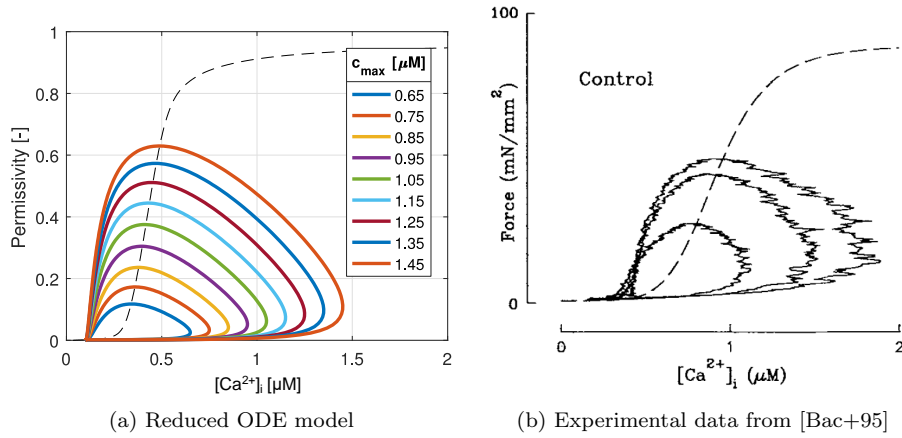 1
0.8
0.6
0.4
0.2
0
Permissivity [-]
c_max [µM]
0.65
0.75
0.85
0.95
1.05
1.15
1.25
1.35
1.45
0 0.5 1 1.5 2
[Ca²⁺]ᵢ [µM]
(a) Reduced ODE model
100
Control
Force (mN/mm²)
0
0 1 2
[Ca²⁺]ᵢ (µM)
(b) Experimental data from [Bac+95]